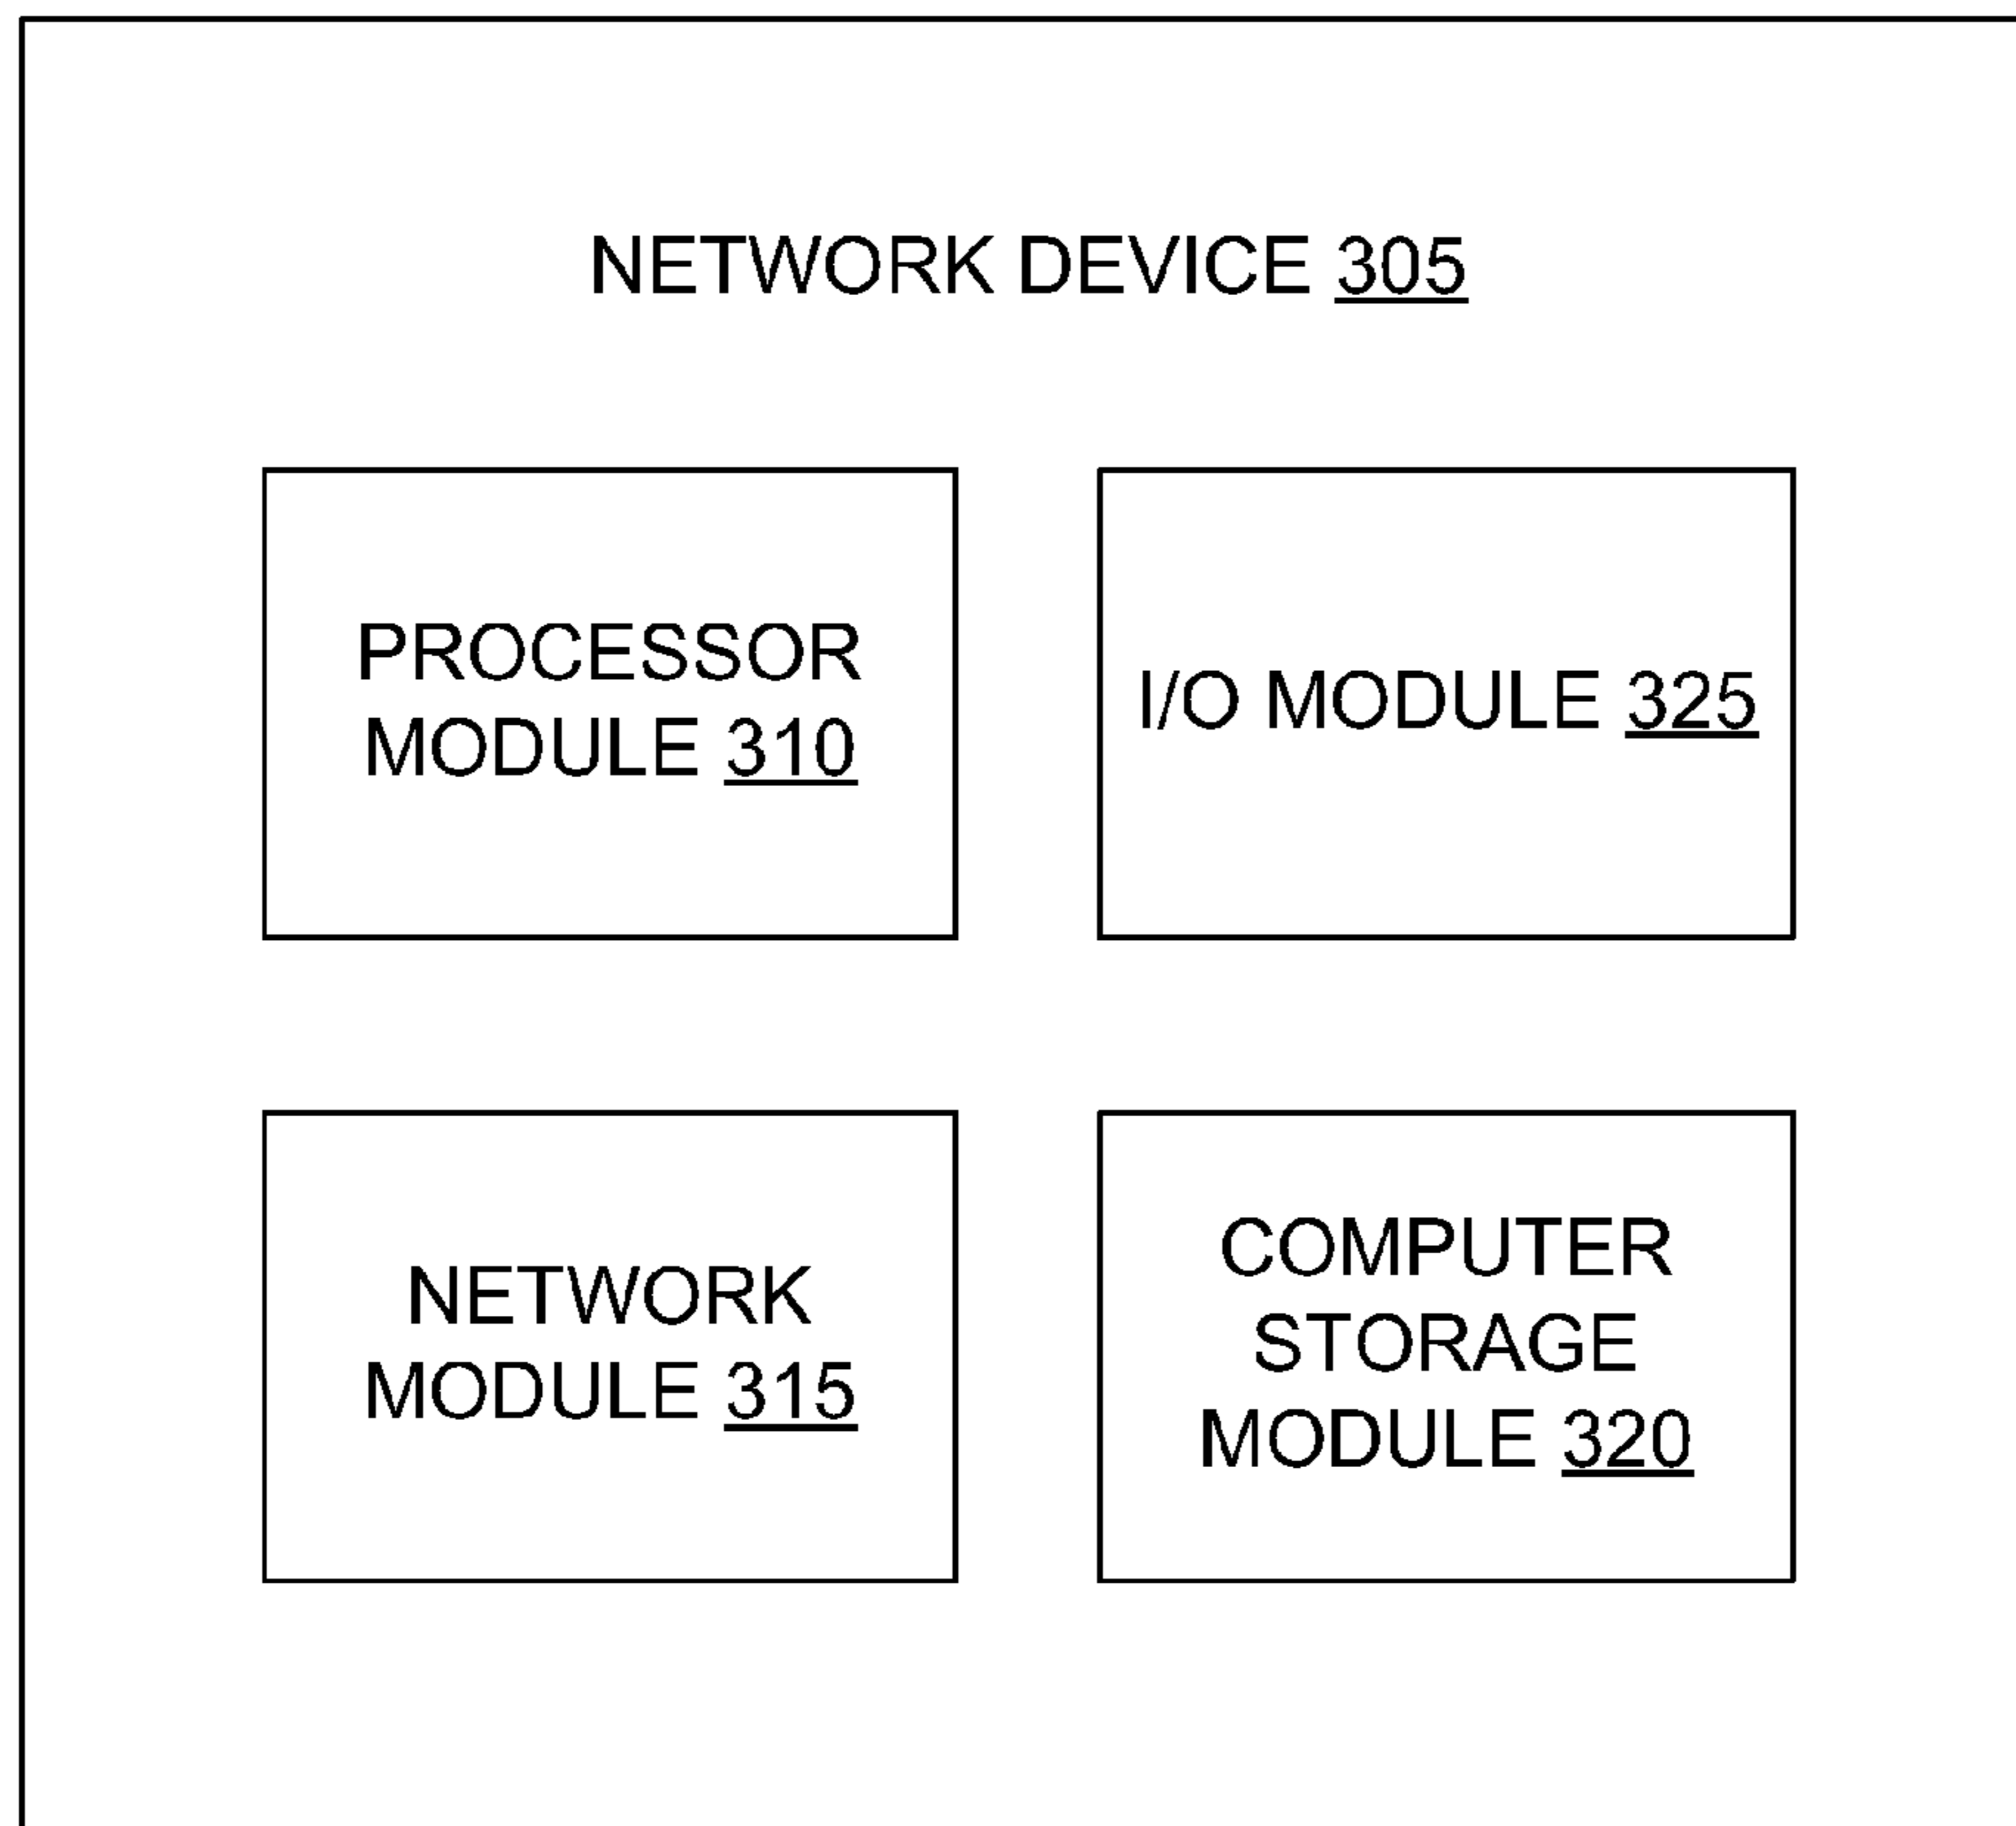 NETWORK DEVICE 305
PROCESSOR
MODULE 310
I/O MODULE 325
NETWORK
MODULE 315
COMPUTER
STORAGE
MODULE 320